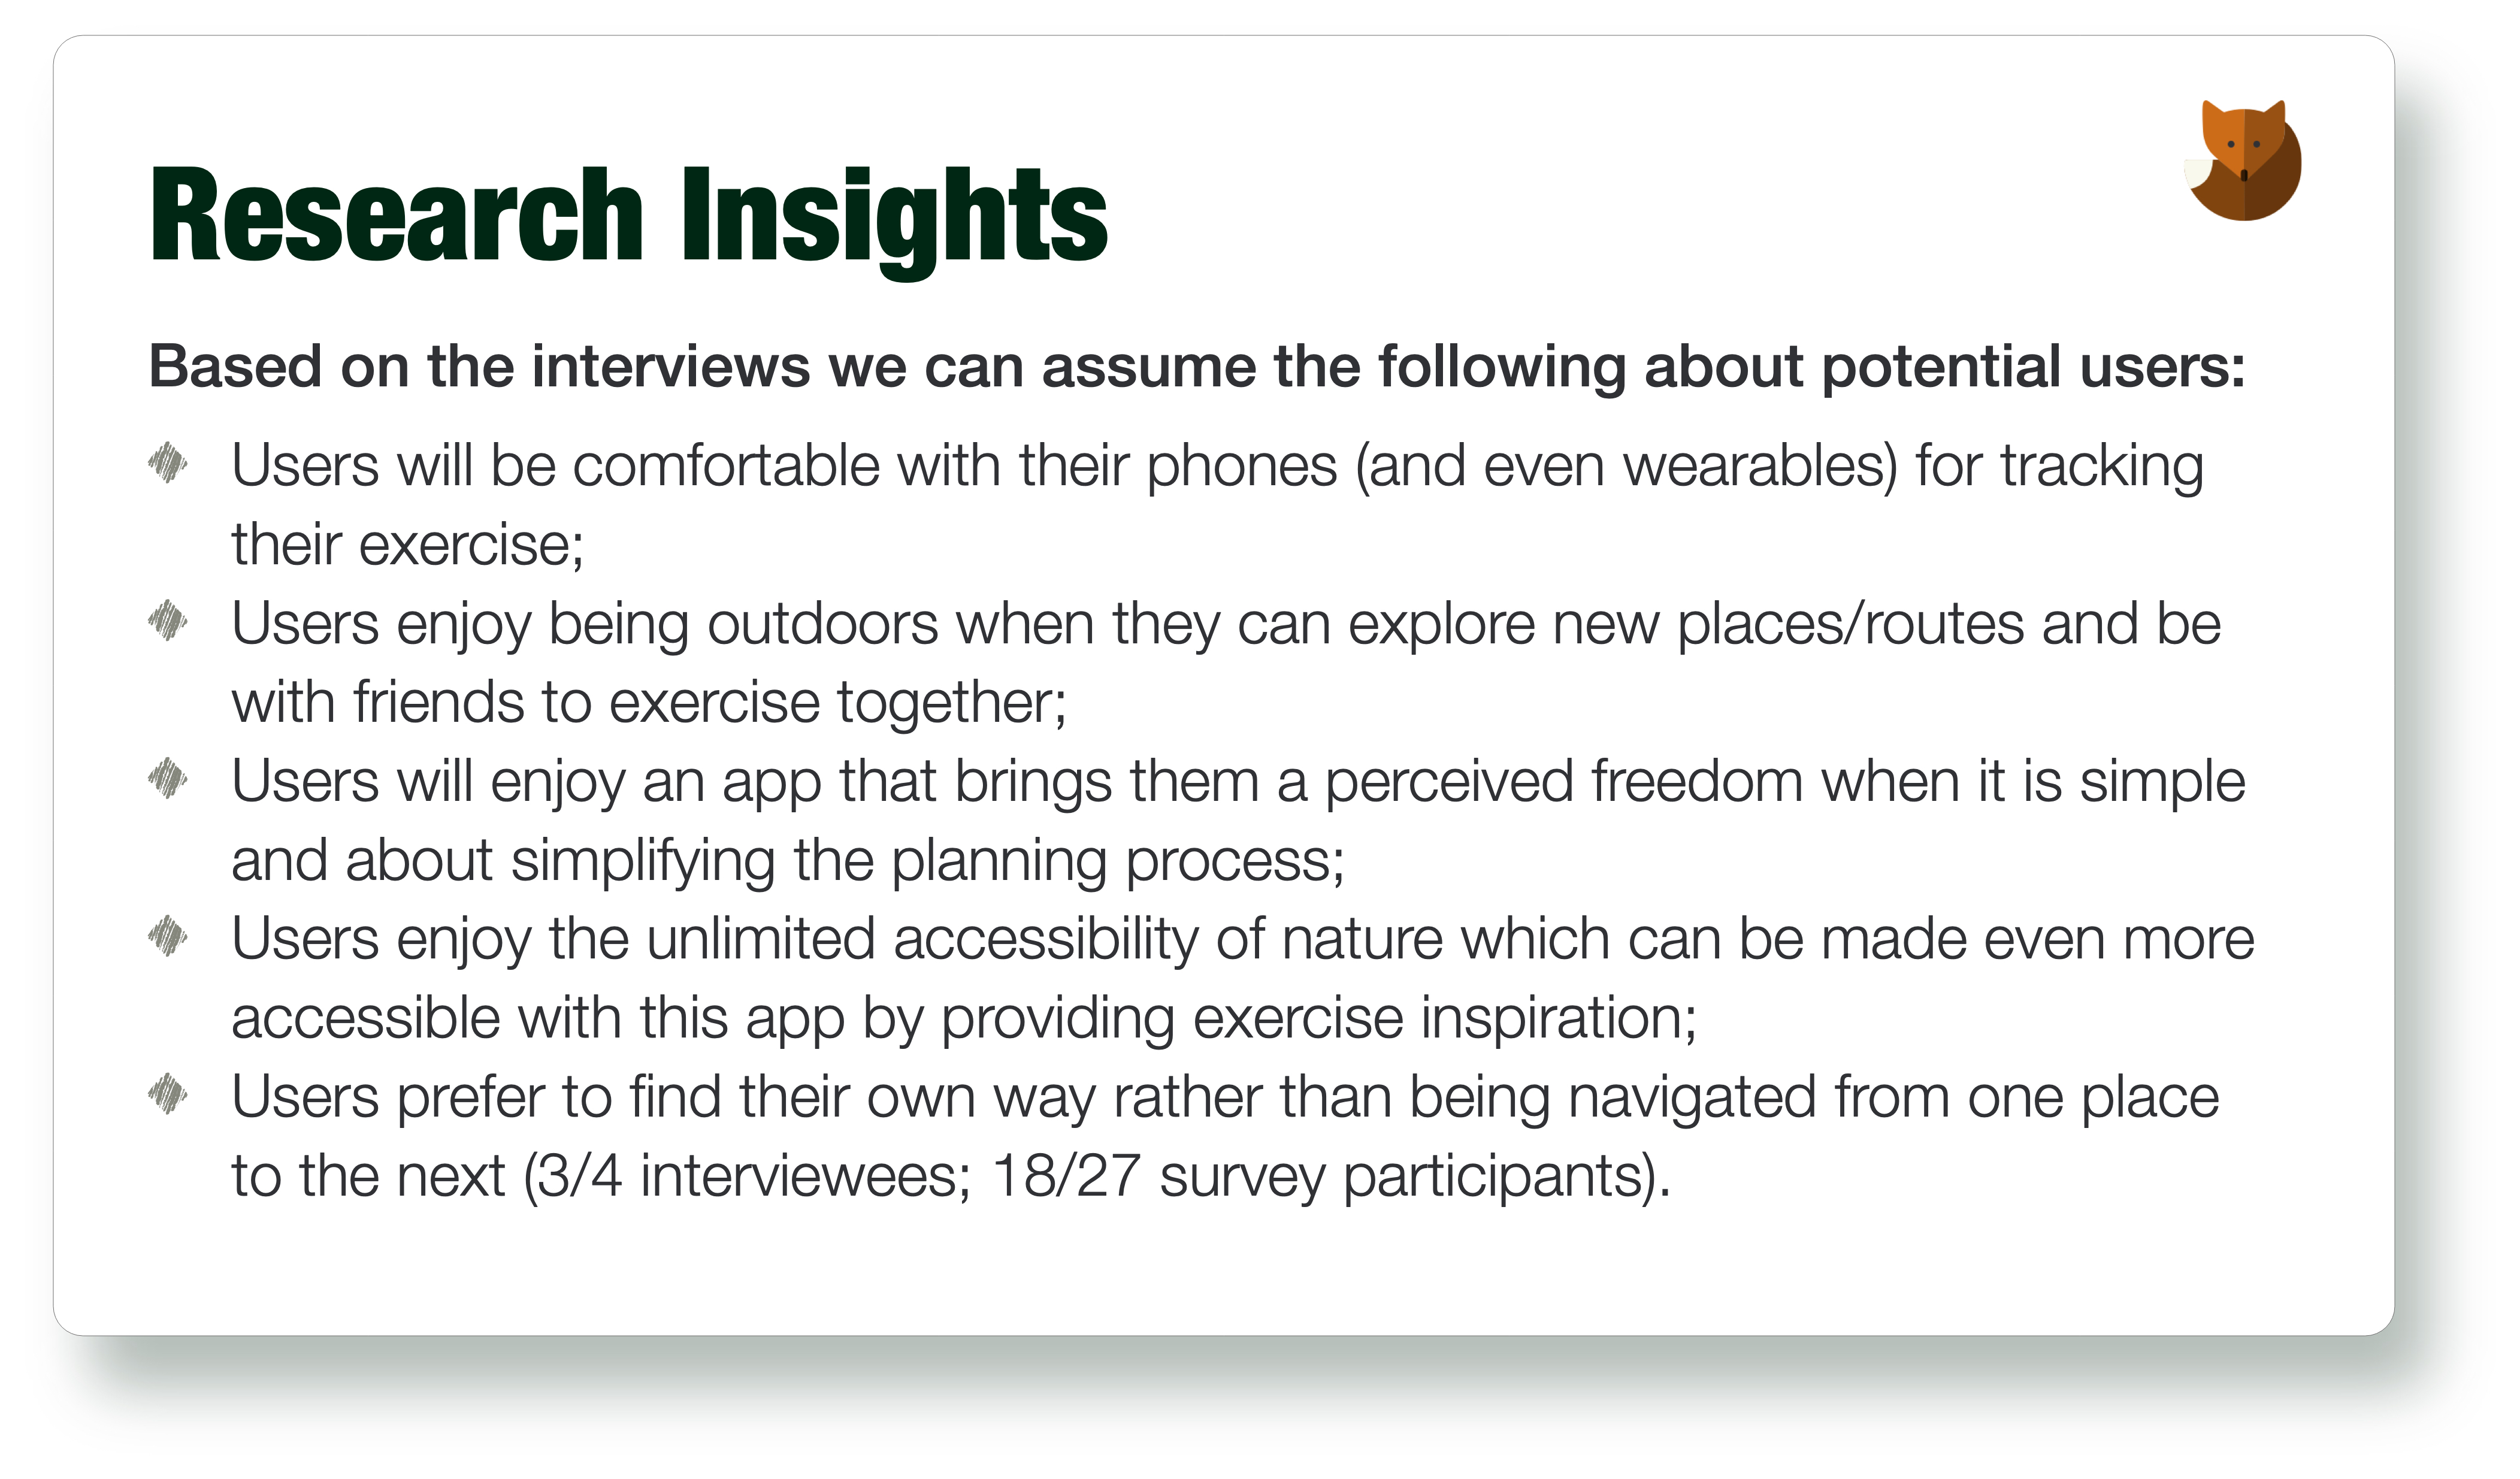 Research Insights
Based on the interviews we can assume the following about potential users:
Users will be comfortable with their phones (and even wearables) for tracking
their exercise;
Users enjoy being outdoors when they can explore new places/routes and be
with friends to exercise together;
Users will enjoy an app that brings them a perceived freedom when it is simple
and about simplifying the planning process;
Users enjoy the unlimited accessibility of nature which can be made even more
accessible with this app by providing exercise inspiration;
Users prefer to find their own way rather than being navigated from one place
to the next (3/4 interviewees; 18/27 survey participants).